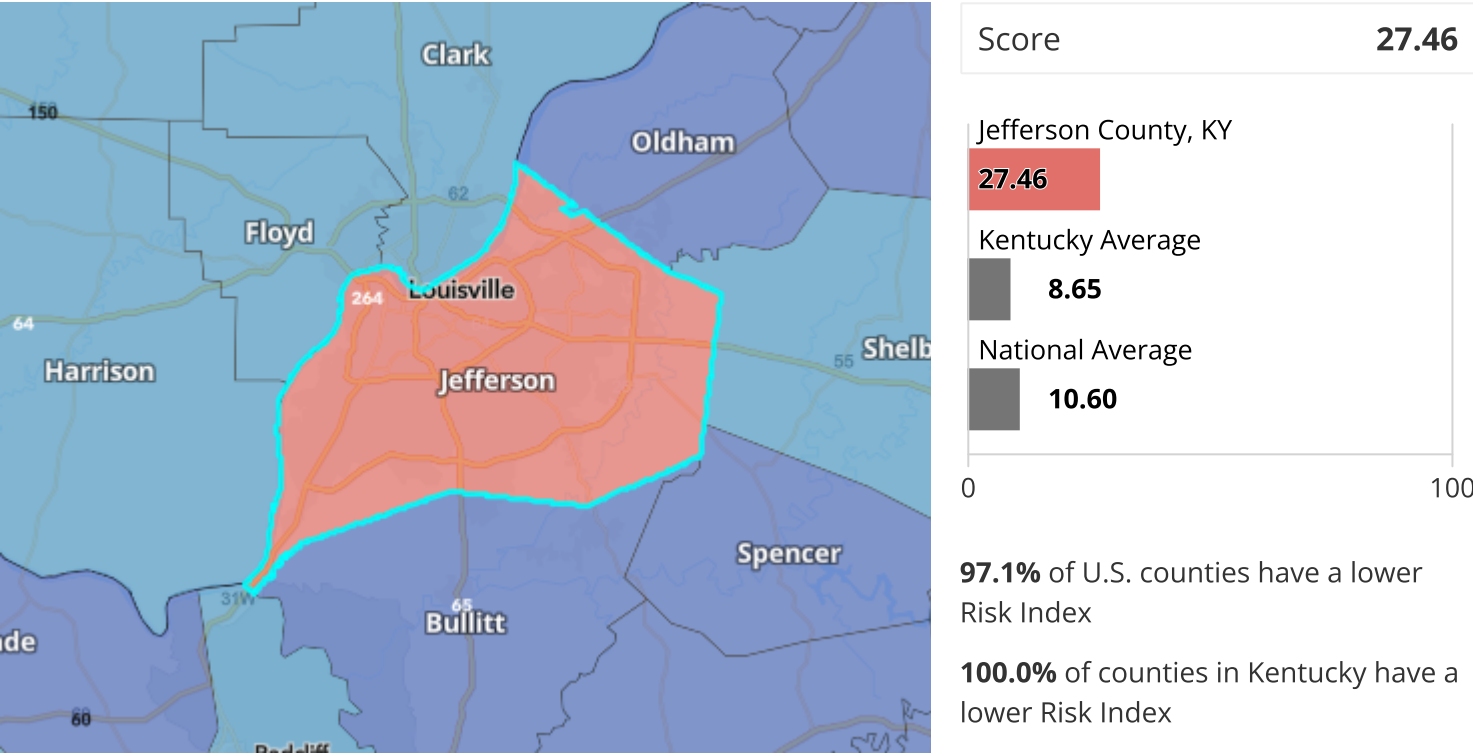 Clark
150
Oldham
62
Floyd
Louisville
264
64
Shelb
55
Harrison
Jefferson
Spencer
31W
65
Bullitt
ade
60
Radcliff
Score 27.46
Jefferson County, KY
27.46
Kentucky Average
8.65
National Average
10.60
0 100
97.1% of U.S. counties have a lower
Risk Index
100.0% of counties in Kentucky have a
lower Risk Index